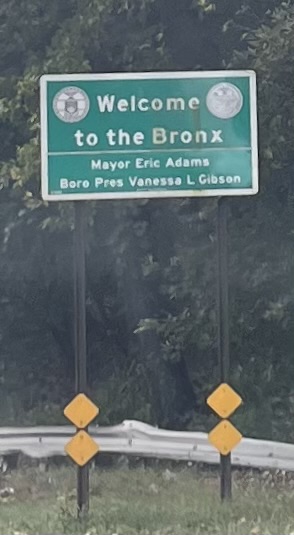 Welcome
to the Bronx
Mayor Eric Adams
Boro Pres Vanessa L Gibson